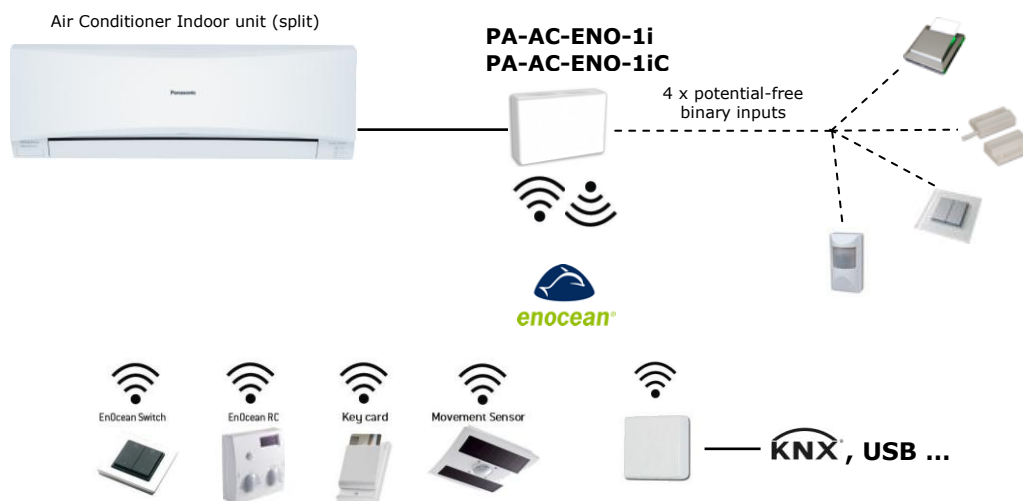 Air Conditioner Indoor unit (split)
PA-AC-ENO-1i
PA-AC-ENO-1iC
4 x potential-free
binary inputs
Panasonic
enocean®
EnOcean Switch
EnOcean RC
Key card
Movement Sensor
KNX® , USB ...